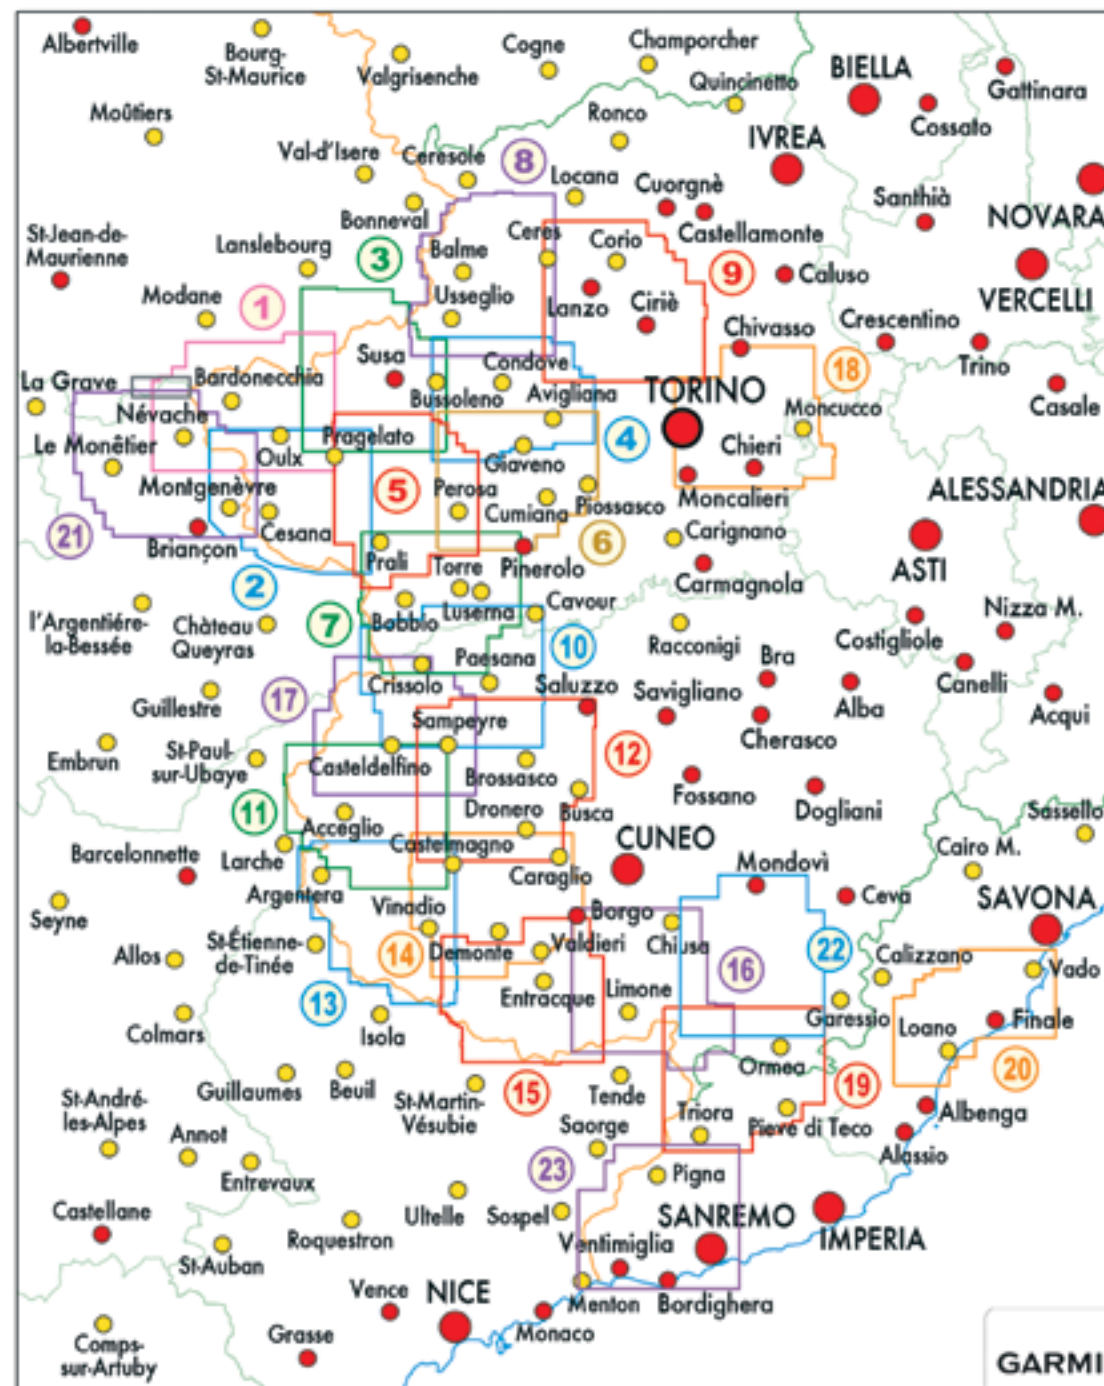 Albertville
Bourg-
St-Maurice
Valgrisenche
Cogne
Champorcher
Quincinetto
BIELLA
Gattinara
Cossato
Moûtiers
Ronco
IVREA
Val-d'Isere
Ceresole
8
Locana
Cuorgnè
Castellamonte
Santhià
NOVARA
St-Jean-de-
Maurienne
Bonneval
Lanslebourg
3
Balme
Ceres
Corio
9
Caluso
VERCELLI
Modane
1
Usseglio
Lanzo
Ciriè
Chivasso
Crescentino
Trino
18
La Grave
Bardonecchia
Susa
Condove
Bussoleno
Avigliana
TORINO
Moncucco
Casale
Névache
Le Monêtier
Oulx
Pragelato
4
Giaveno
Chieri
Montgenèvre
5
Perosa
Cumiana
Piossasco
Moncalieri
ALESSANDRIA
21
Briançon
Cesana
6
Carignano
ASTI
2
Prali
Torre
Pinerolo
Carmagnola
l'Argentiére-
la-Bessée
Château
Queyras
7
Bobbio
Luserna
Cavour
Racconigi
Costigliole
Nizza M.
10
Paesana
Bra
Canelli
Guillestre
17
Crissolo
Saluzzo
Savigliano
Alba
Acqui
Embrun
St-Paul-
sur-Ubaye
Sampeyre
12
Cherasco
Casteldelfino
Brossasco
Fossano
Dogliani
11
Acceglio
Dronero
Busca
Sassello
Barcelonnette
Larche
Castelmagno
CUNEO
Mondovì
Cairo M.
Argentera
Caraglio
Ceva
SAVONA
Seyne
Vinadio
Borgo
Allos
St-Étienne-
de-Tinée
14
Demonte
Valdieri
Chiusa
16
22
Calizzano
Vado
13
Entracque
Limone
Garessio
Colmars
Isola
Loano
Finale
Guillaumes
Beuil
15
Ormea
19
20
St-André-
les-Alpes
St-Martin-
Vésubie
Tende
Triora
Pieve di Teco
Albenga
Annot
Saorge
Alassio
Entrevaux
23
Pigna
Castellane
Ultelle
Sospel
SANREMO
IMPERIA
Roquestron
St-Auban
Ventimiglia
Vence
NICE
Menton
Bordighera
Monaco
Comps-
sur-Artuby
Grasse
GARMI